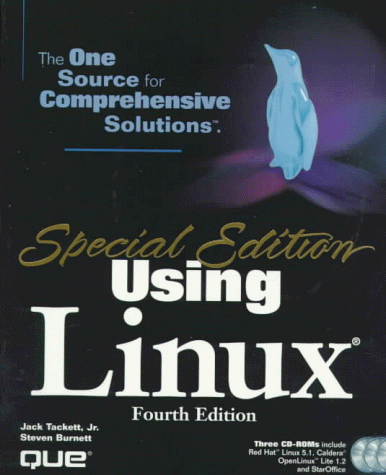 The One
Source for
Comprehensive
Solutions™.
Special Edition
Using
Linux®
Fourth Edition
Jack Tackett, Jr.
Steven Burnett
QUE®
Three CD-ROMs include
Red Hat™ Linux 5.1, Caldera®
OpenLinux™ Lite 1.2
and StarOffice